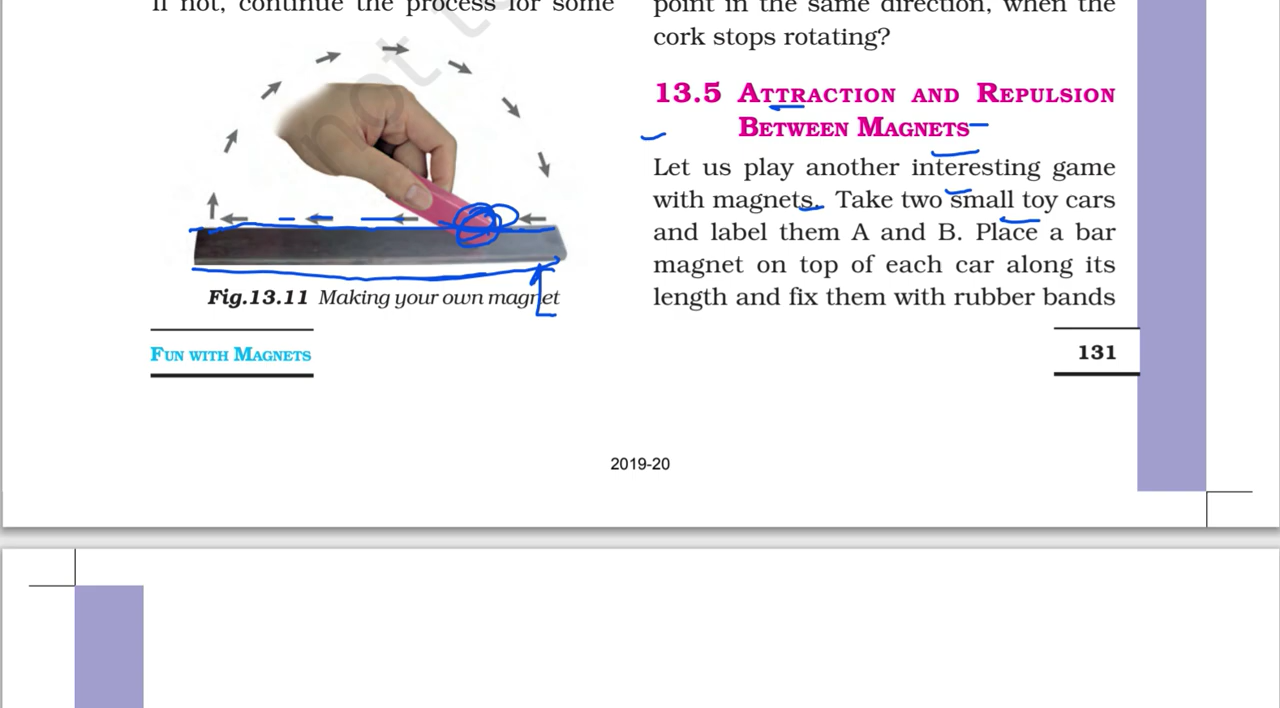 If not, continue the process for some
Fig.13.11 Making your own magnet
FUN WITH MAGNETS
point in the same direction, when the
cork stops rotating?
13.5 ATTRACTION AND REPULSION
BETWEEN MAGNETS
Let us play another interesting game
with magnets. Take two small toy cars
and label them A and B. Place a bar
magnet on top of each car along its
length and fix them with rubber bands
131
2019-20